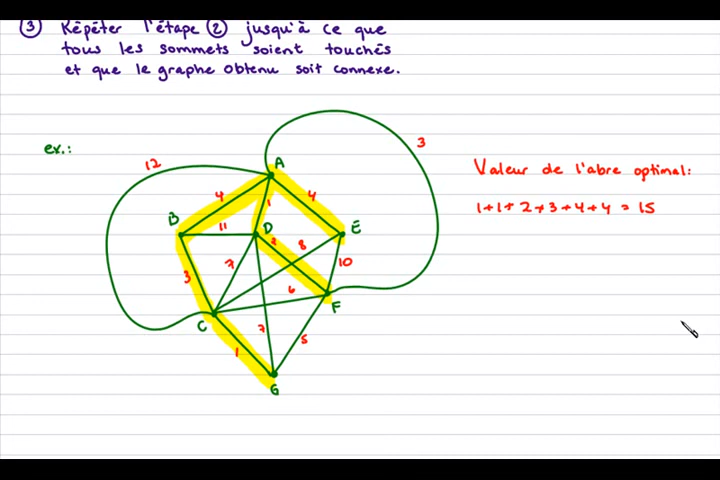 ③ Répéter l'étape ② jusqu'à ce que
tous les sommets soient touchés
et que le graphe obtenu soit connexe.
ex.:
12
3
A
4
1
4
B
11
D
2
8
E
7
10
3
6
F
C
7
5
1
G
Valeur de l'abre optimal:
1+1+2+3+4+4 = 15